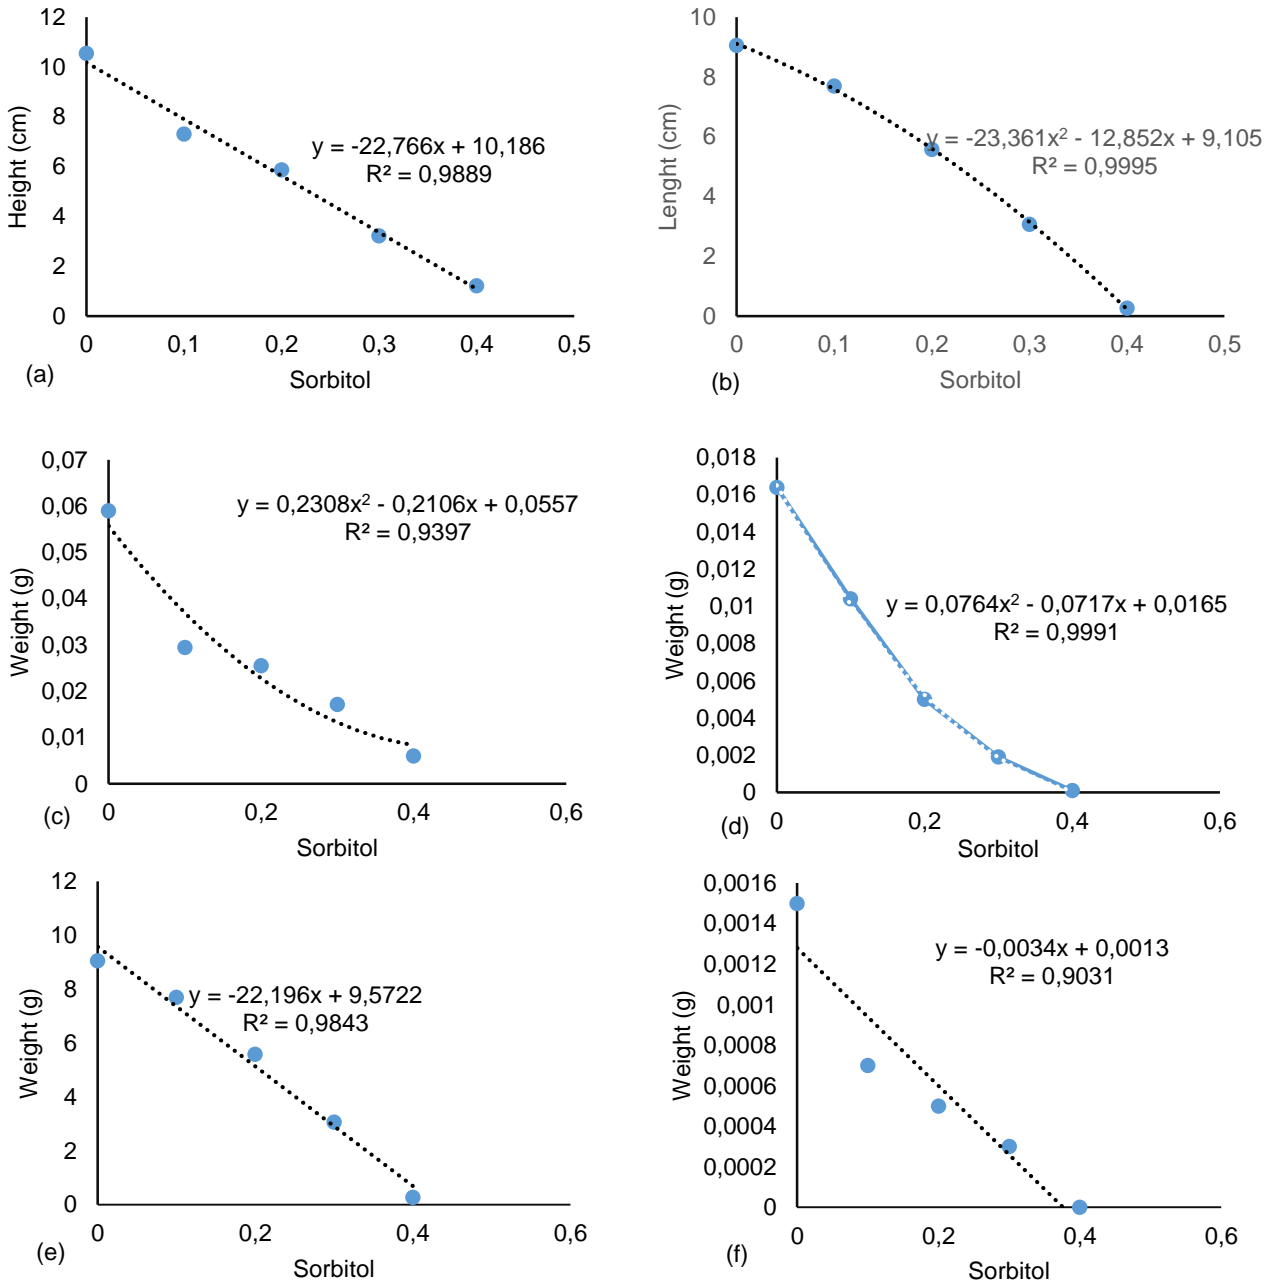 12
10
8
6
4
2
0
Height (cm)
y = -22,766x + 10,186
R² = 0,9889
0 0,1 0,2 0,3 0,4 0,5
Sorbitol
(a)
10
8
6
4
2
0
Lenght (cm)
y = -23,361x² - 12,852x + 9,105
R² = 0,9995
0 0,1 0,2 0,3 0,4 0,5
Sorbitol
(b)
0,07
0,06
0,05
0,04
0,03
0,02
0,01
0
Weight (g)
y = 0,2308x² - 0,2106x + 0,0557
R² = 0,9397
0 0,2 0,4 0,6
Sorbitol
(c)
0,018
0,016
0,014
0,012
0,01
0,008
0,006
0,004
0,002
0
Weight (g)
y = 0,0764x² - 0,0717x + 0,0165
R² = 0,9991
0 0,2 0,4 0,6
Sorbitol
(d)
12
10
8
6
4
2
0
Weight (g)
y = -22,196x + 9,5722
R² = 0,9843
0 0,2 0,4 0,6
Sorbitol
(e)
0,0016
0,0014
0,0012
0,001
0,0008
0,0006
0,0004
0,0002
0
Weight (g)
y = -0,0034x + 0,0013
R² = 0,9031
0 0,2 0,4 0,6
Sorbitol
(f)